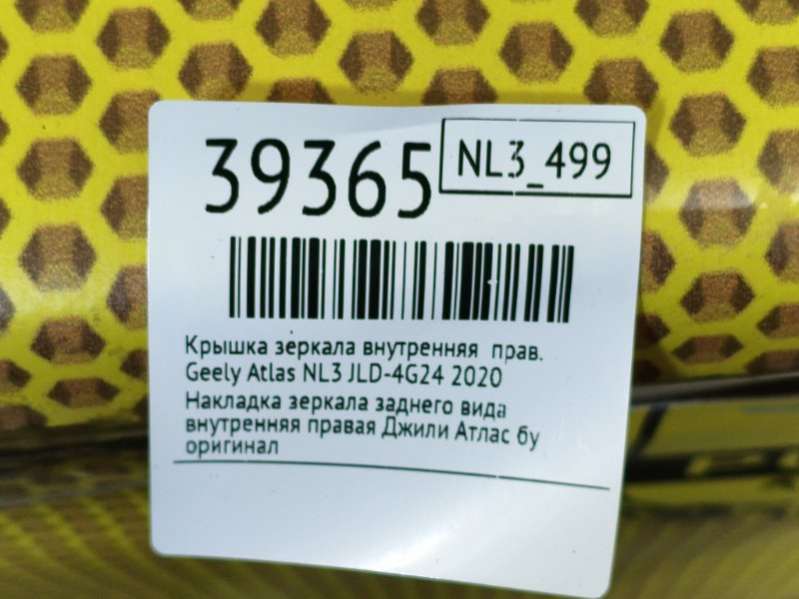 39365
NL3_499
Крышка зеркала внутренняя прав.
Geely Atlas NL3 JLD-4G24 2020
Накладка зеркала заднего вида
внутренняя правая Джили Атлас бу
оригинал